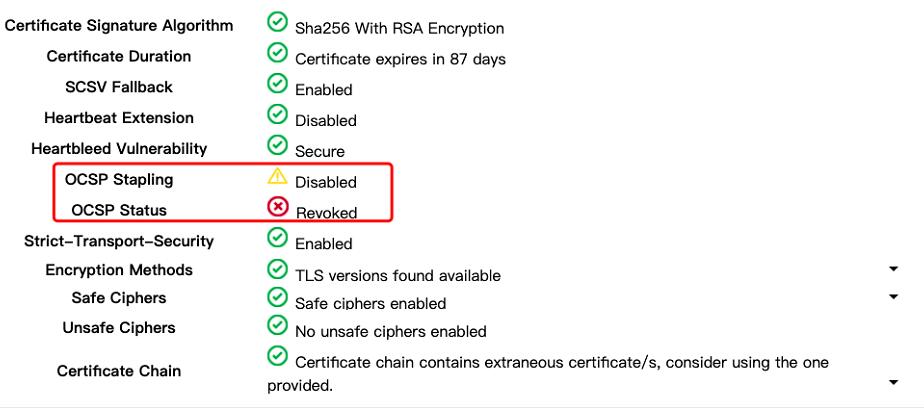 Certificate Signature Algorithm Sha256 With RSA Encryption
Certificate Duration Certificate expires in 87 days
SCSV Fallback Enabled
Heartbeat Extension Disabled
Heartbleed Vulnerability Secure
OCSP Stapling Disabled
OCSP Status Revoked
Strict-Transport-Security Enabled
Encryption Methods TLS versions found available
Safe Ciphers Safe ciphers enabled
Unsafe Ciphers No unsafe ciphers enabled
Certificate Chain Certificate chain contains extraneous certificate/s, consider using the one
provided.